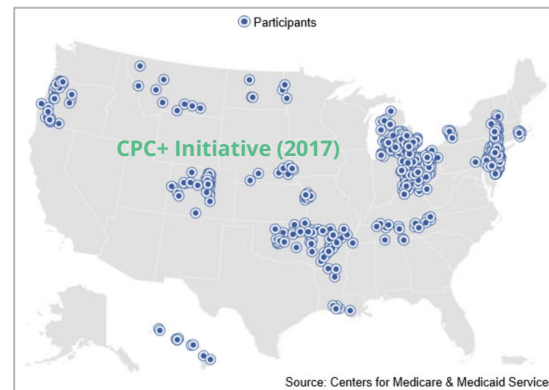 Participants
CPC+ Initiative (2017)
Source: Centers for Medicare & Medicaid Service